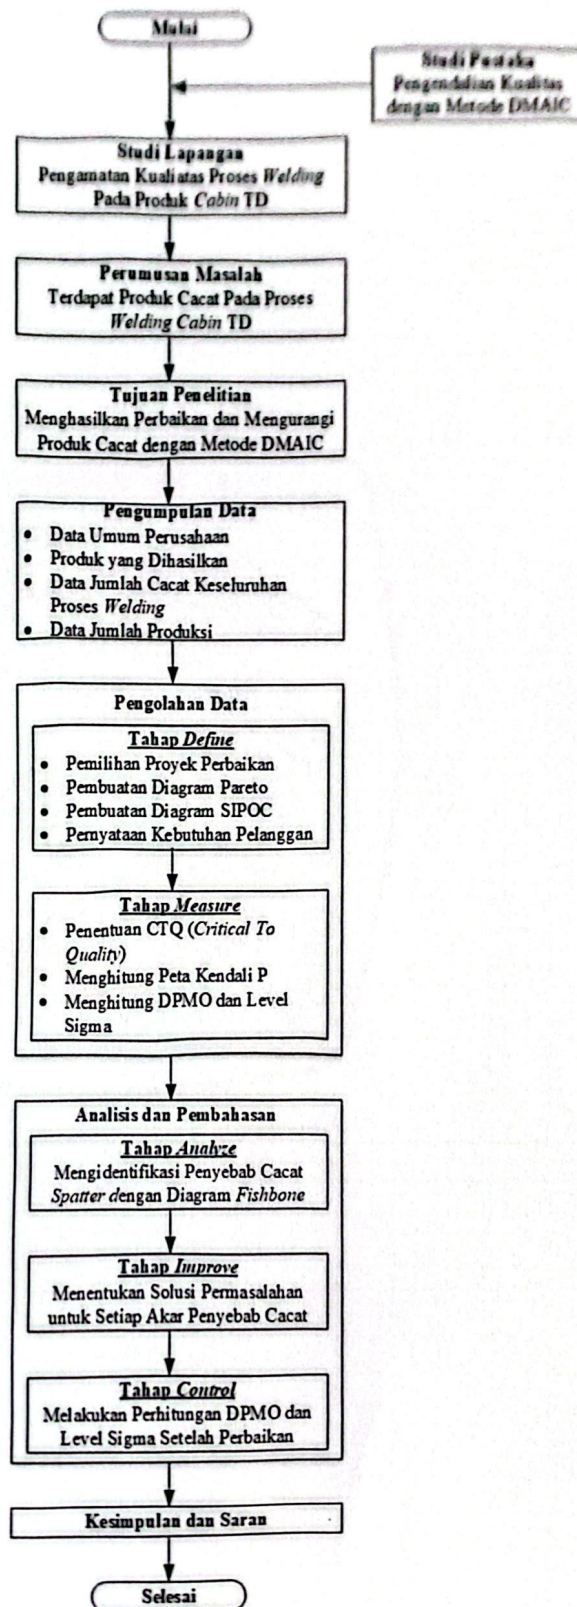 Mulai
Studi Pustaka
Pengendalian Kualitas
dengan Metode DMAIC
Studi Lapangan
Pengamatan Kualiatas Proses Welding
Pada Produk Cabin TD
Perumusan Masalah
Terdapat Produk Cacat Pada Proses
Welding Cabin TD
Tujuan Penelitian
Menghasilkan Perbaikan dan Mengurangi
Produk Cacat dengan Metode DMAIC
Pengumpulan Data
• Data Umum Perusahaan
• Produk yang Dihasilkan
• Data Jumlah Cacat Keseluruhan
Proses Welding
• Data Jumlah Produksi
Pengolahan Data
Tahap Define
• Pemilihan Proyek Perbaikan
• Pembuatan Diagram Pareto
• Pembuatan Diagram SIPOC
• Pernyataan Kebutuhan Pelanggan
Tahap Measure
• Penentuan CTQ (Critical To
Quality)
• Menghitung Peta Kendali P
• Menghitung DPMO dan Level
Sigma
Analisis dan Pembahasan
Tahap Analyze
Mengidentifikasi Penyebab Cacat
Spatter dengan Diagram Fishbone
Tahap Improve
Menentukan Solusi Permasalahan
untuk Setiap Akar Penyebab Cacat
Tahap Control
Melakukan Perhitungan DPMO dan
Level Sigma Setelah Perbaikan
Kesimpulan dan Saran
Selesai